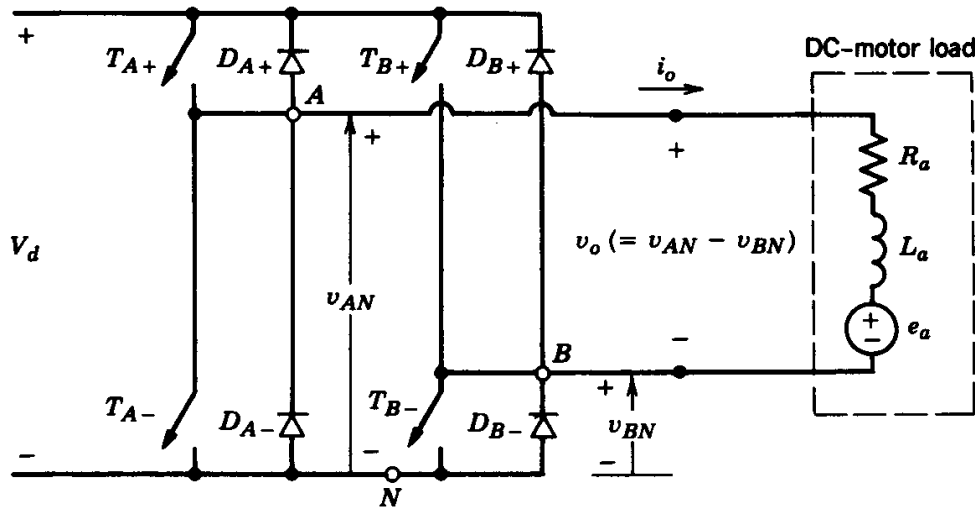 +
T_{A+}
D_{A+}
T_{B+}
D_{B+}
DC-motor load
A
i_o
+
+
R_a
V_d
v_o (= v_{AN} - v_{BN})
L_a
v_{AN}
+
-
e_a
B
-
T_{A-}
D_{A-}
T_{B-}
D_{B-}
+
v_{BN}
-
-
N
-